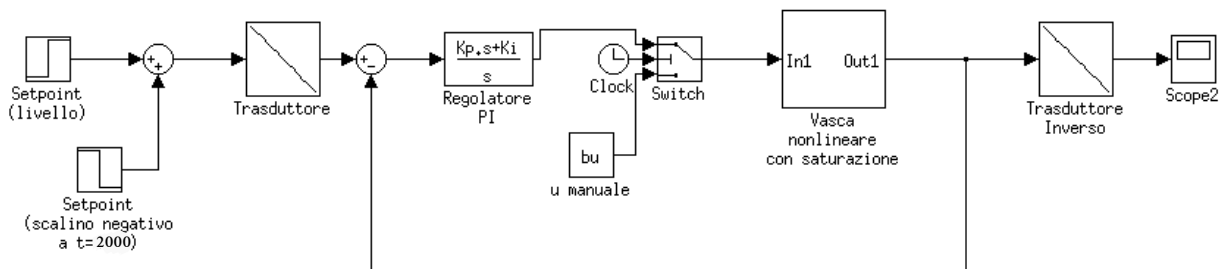 Setpoint
(livello)
Setpoint
(scalino negativo
a t=2000)
+
+
Trasduttore
+
-
Kp.s+Ki
s
Regolatore
PI
Clock
bu
u manuale
Switch
In1 Out1
Vasca
nonlineare
con saturazione
Trasduttore
Inverso
Scope2